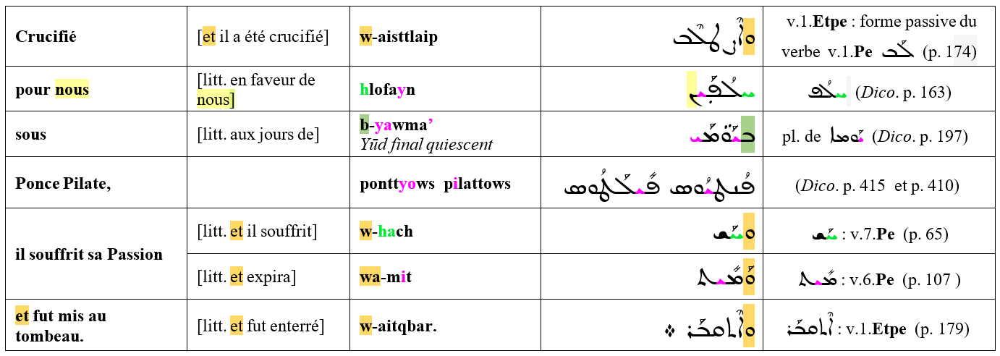 Crucifié [et il a été crucifié] w-aisttlaip ܘܐܶܨܛܠܶܒ v.1.Etpe : forme passive du
verbe v.1.Pe ܨܠܰܒ (p. 174)
pour nous [litt. en faveur de
nous] hlofayn ܚܠܳܦܰܝܢ ܚܠܳܦ (Dico. p. 163)
sous [litt. aux jours de] b-yawma’
Yūd final quiescent ܒܝܰܘ̈ܡܰܝ pl. de ܝܰܘܡܐ (Dico. p. 197)
Ponce Pilate, ponttyows pilattows ܦܳܢܛܝܳܘܣ ܦܺܝܠܰܛܳܘܣ (Dico. p. 415 et p. 410)
il souffrit sa Passion [litt. et il souffrit] w-hach ܘܚܰܫ ܚܰܫ : v.7.Pe (p. 65)
[litt. et expira] wa-mit ܘܰܡܺܝܬ ܡܺܝܬ : v.6.Pe (p. 107 )
et fut mis au
tombeau. [litt. et fut enterré] w-aitqbar. ܘܐܶܬܩܒܰܪ ܀ ܐܶܬܩܒܰܪ : v.1.Etpe (p. 179)